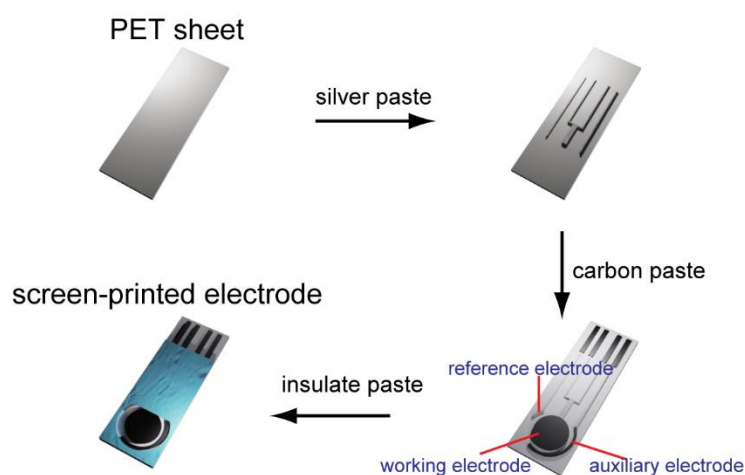 PET sheet
silver paste
carbon paste
screen-printed electrode
insulate paste
reference electrode
working electrode
auxiliary electrode